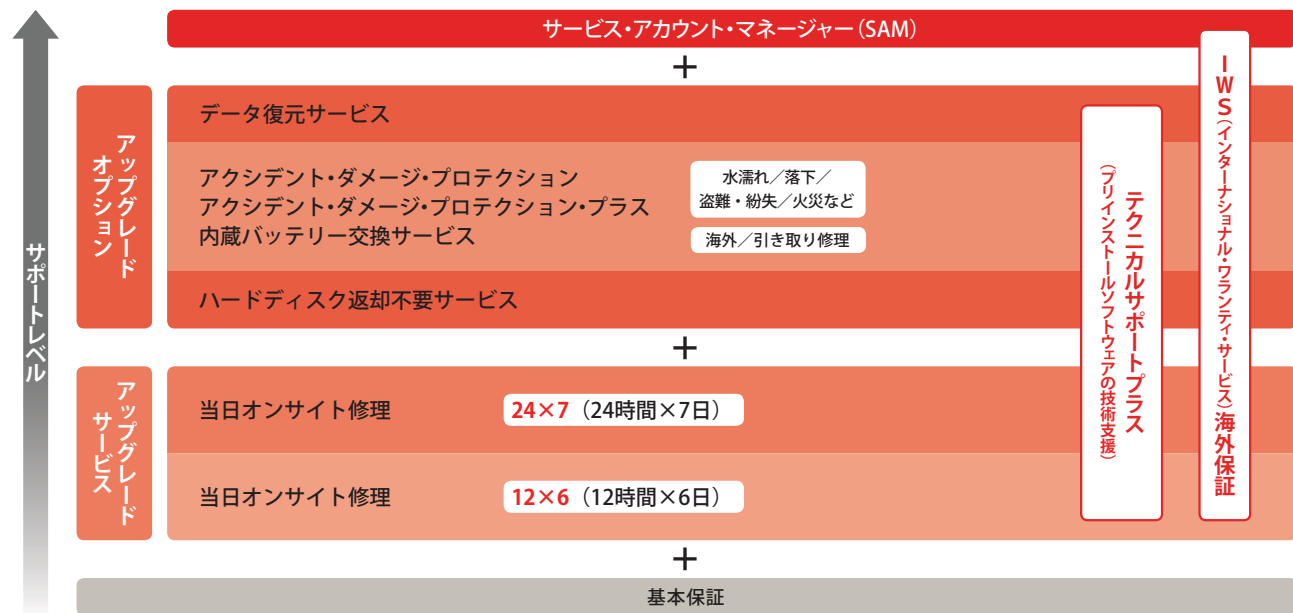 サポートレベル
サービス・アカウント・マネージャー（SAM）
+
アップグレード
オプション
データ復元サービス
アクシデント・ダメージ・プロテクション
アクシデント・ダメージ・プロテクション・プラス
内蔵バッテリー交換サービス
水濡れ／落下／
盗難・紛失／火災など
海外／引き取り修理
ハードディスク返却不要サービス
+
アップグレード
サービス
当日オンサイト修理
24×7（24時間×7日）
当日オンサイト修理
12×6（12時間×6日）
テクニカルサポートプラス
（プリインストールソフトウェアの技術支援）
IWS（インターナショナル・ワランティ・サービス）海外保証
+
基本保証